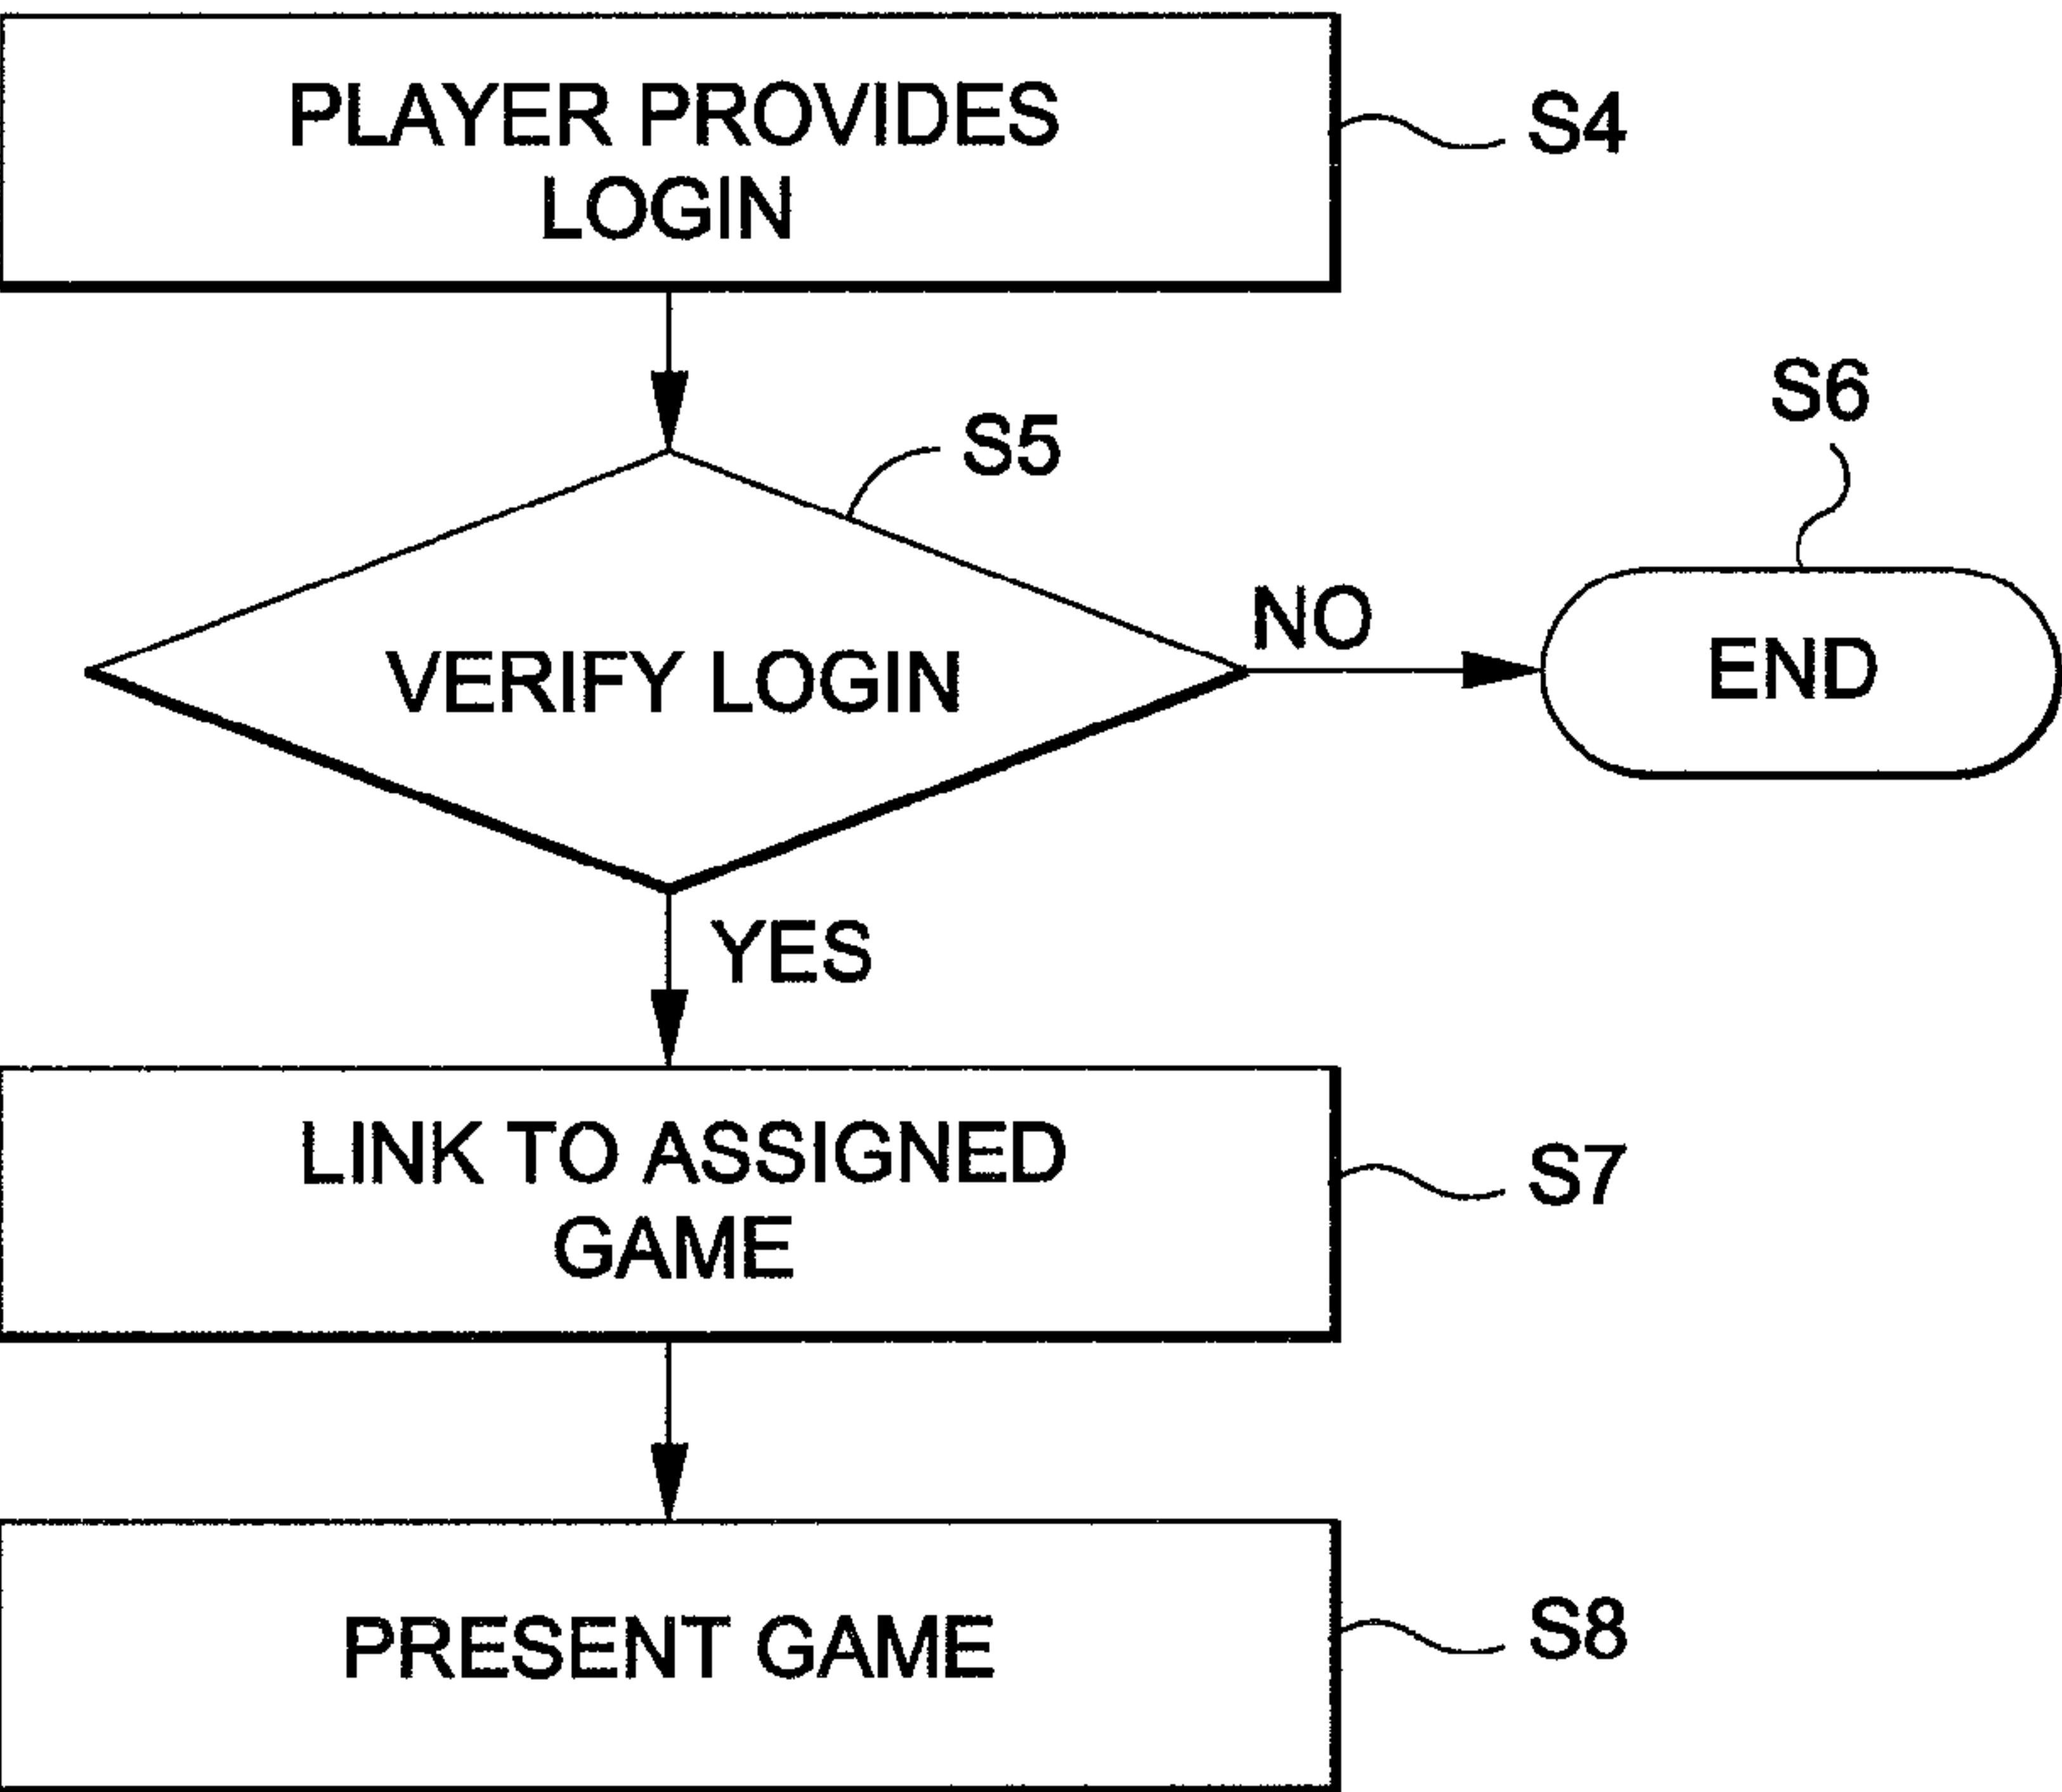 PLAYER PROVIDES
LOGIN
S4
S5
S6
VERIFY LOGIN
NO
END
YES
LINK TO ASSIGNED
GAME
S7
PRESENT GAME
S8